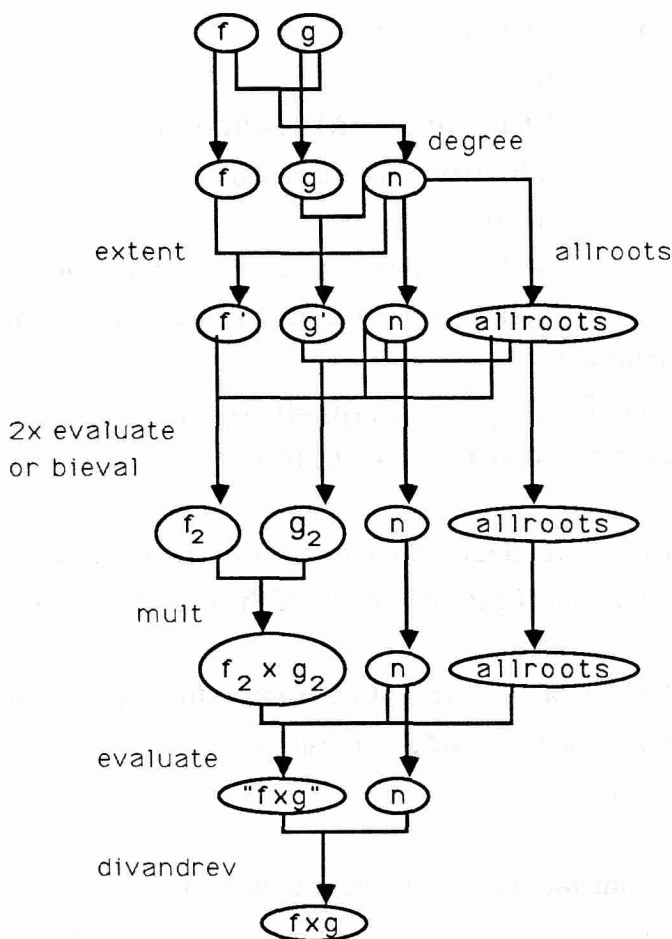 f g
degree
f g n
extent allroots
f' g' n allroots
2x evaluate
or bieval
f₂ g₂ n allroots
mult
f₂ x g₂ n allroots
evaluate
"fxg" n
divandrev
fxg